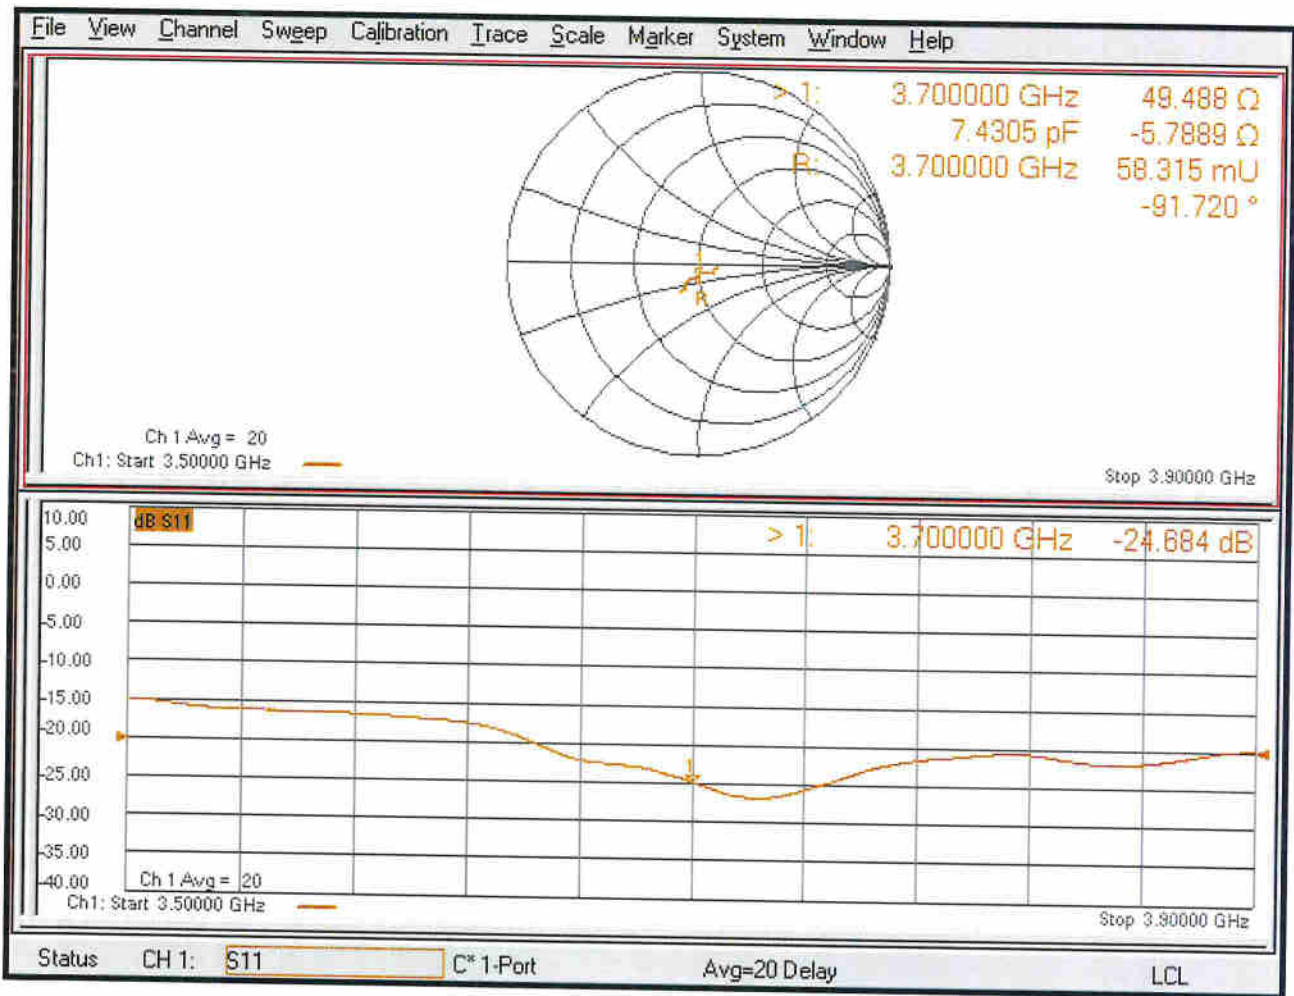 File View Channel Sweep Calibration Trace Scale Marker System Window Help
> 1: 3.700000 GHz 49.488 Ω
7.4305 pF -5.7889 Ω
R: 3.700000 GHz 58.315 mU
-91.720 °
1
R
Ch 1 Avg = 20
Ch1: Start 3.50000 GHz
Stop 3.90000 GHz
10.00
dB S11
> 1: 3.700000 GHz -24.684 dB
5.00
0.00
-5.00
-10.00
-15.00
-20.00
1
-25.00
-30.00
-35.00
-40.00
Ch 1 Avg = 20
Ch1: Start 3.50000 GHz
Stop 3.90000 GHz
Status CH 1: S11 C* 1-Port Avg=20 Delay LCL